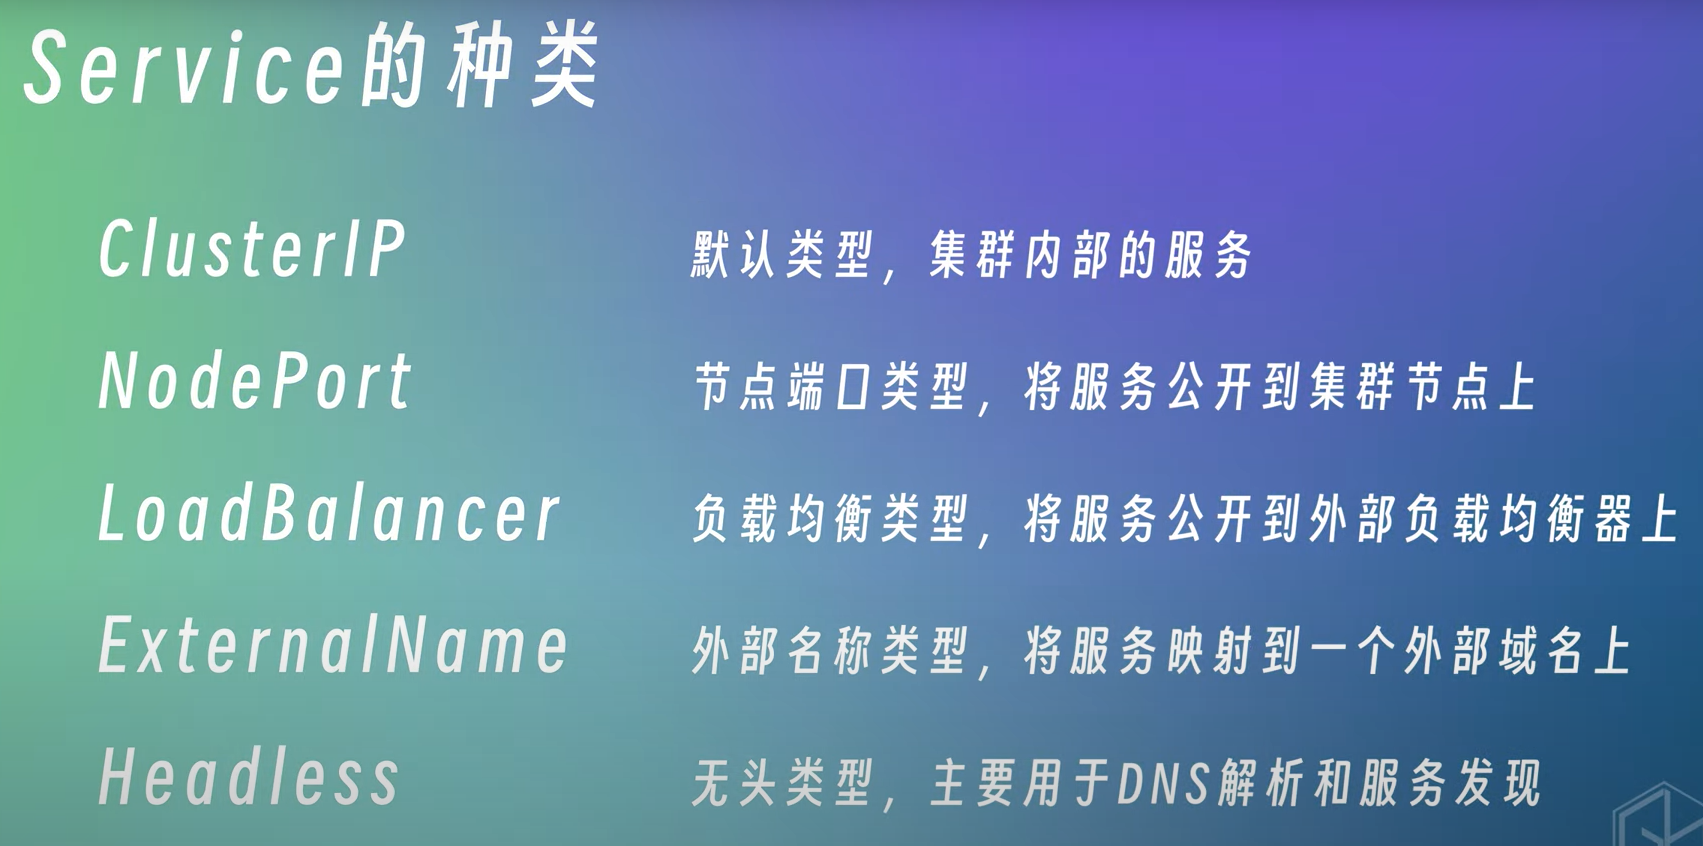 Service的种类
ClusterIP 默认类型，集群内部的服务
NodePort 节点端口类型，将服务公开到集群节点上
LoadBalancer 负载均衡类型，将服务公开到外部负载均衡器上
ExternalName 外部名称类型，将服务映射到一个外部域名上
Headless 无头类型，主要用于DNS解析和服务发现